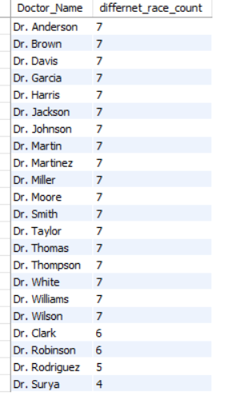 Doctor_Name differnet_race_count
Dr. Anderson 7
Dr. Brown 7
Dr. Davis 7
Dr. Garcia 7
Dr. Harris 7
Dr. Jackson 7
Dr. Johnson 7
Dr. Martin 7
Dr. Martinez 7
Dr. Miller 7
Dr. Moore 7
Dr. Smith 7
Dr. Taylor 7
Dr. Thomas 7
Dr. Thompson 7
Dr. White 7
Dr. Williams 7
Dr. Wilson 7
Dr. Clark 6
Dr. Robinson 6
Dr. Rodriguez 5
Dr. Surya 4